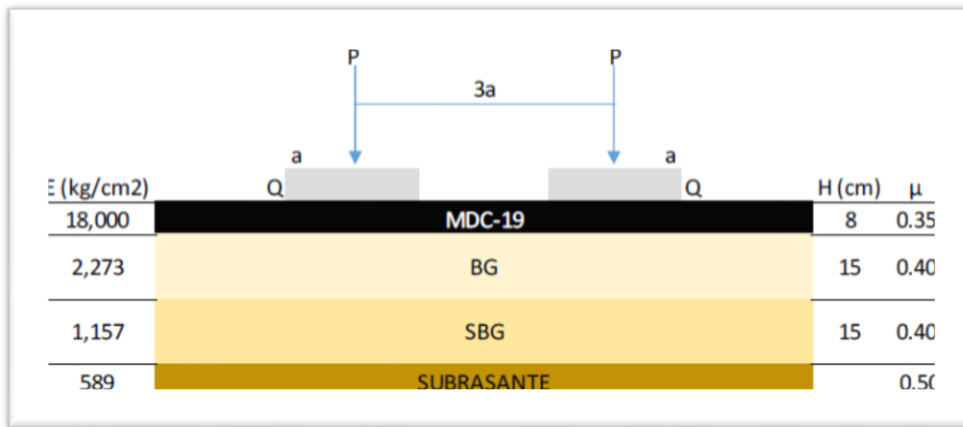 P P
3a
a a
E (kg/cm2) Q Q H (cm) μ
18,000 MDC-19 8 0.35
2,273 BG 15 0.40
1,157 SBG 15 0.40
589 SUBRASANTE 0.50